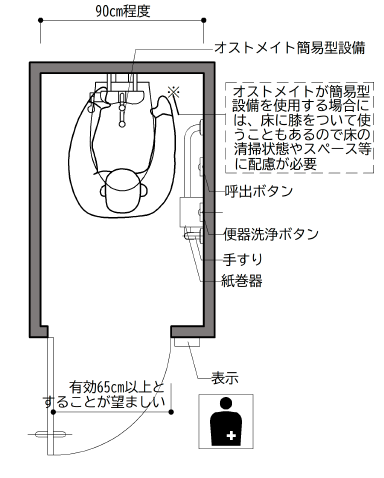 90cm程度
オストメイト簡易型設備
※
オストメイトが簡易型
設備を使用する場合に
は、床に膝をついて使
うこともあるので床の
清掃状態やスペース等
に配慮が必要
呼出ボタン
便器洗浄ボタン
手すり
紙巻器
表示
有効65cm以上と
することが望ましい